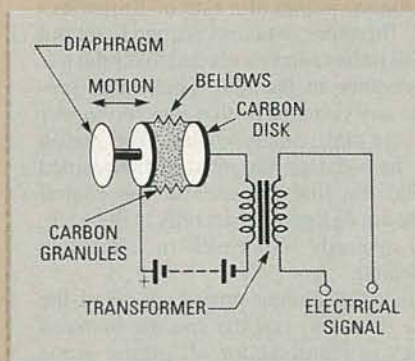 DIAPHRAGM
MOTION
BELLOWS
CARBON
DISK
CARBON
GRANULES
+
TRANSFORMER
ELECTRICAL
SIGNAL